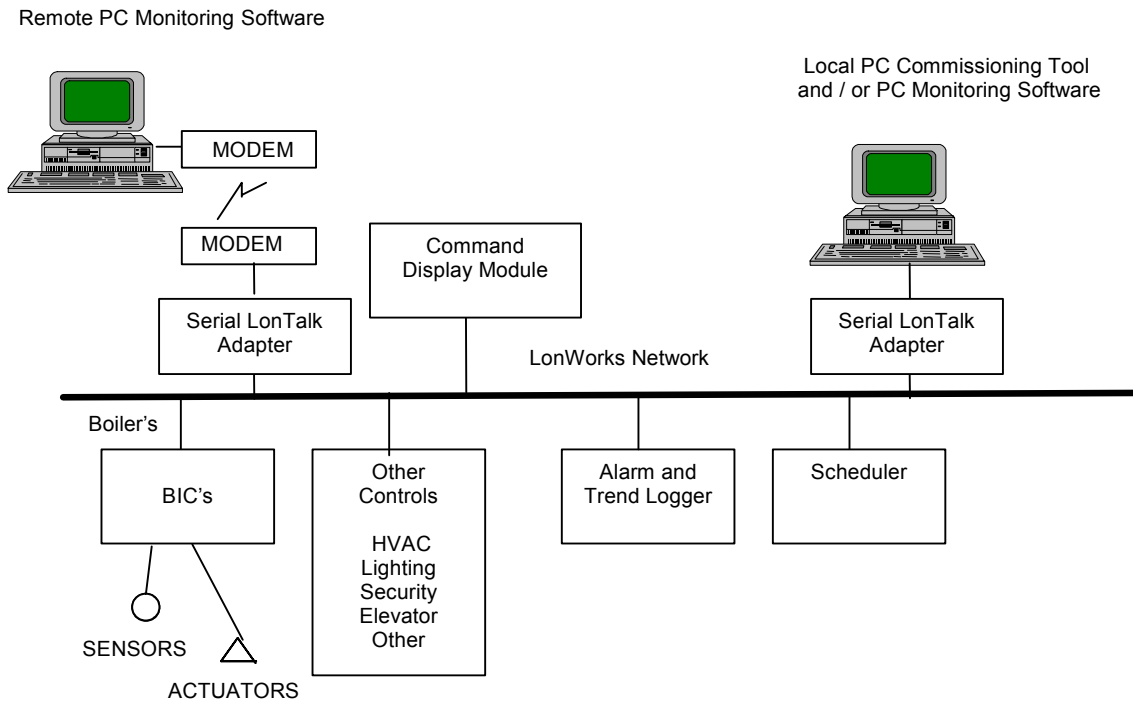 Remote PC Monitoring Software
Local PC Commissioning Tool
and / or PC Monitoring Software
MODEM
MODEM
Command
Display Module
Serial LonTalk
Adapter
Serial LonTalk
Adapter
LonWorks Network
Boiler's
BIC's
Other
Controls
HVAC
Lighting
Security
Elevator
Other
Alarm and
Trend Logger
Scheduler
SENSORS
ACTUATORS